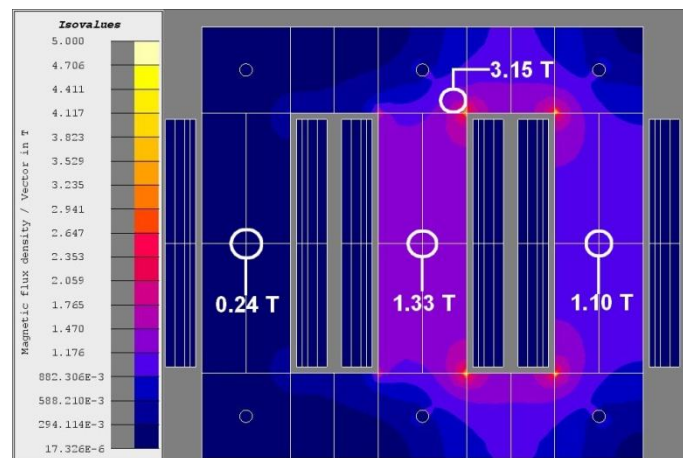 Isovalues
5.000
4.706
4.411
4.117
3.823
3.529
3.235
2.941
2.647
2.353
2.059
1.765
1.470
1.176
882.306E-3
588.210E-3
294.114E-3
17.326E-6
Magnetic flux density / Vector in T
3.15 T
0.24 T
1.33 T
1.10 T